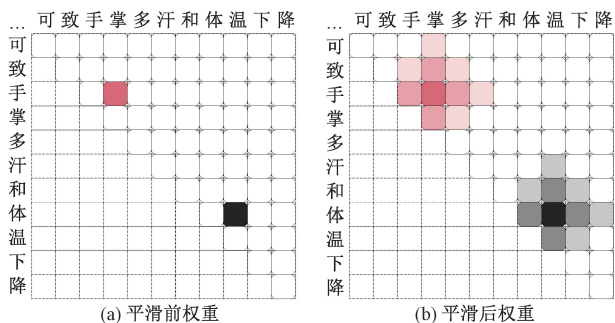 … 可 致 手 掌 多 汗 和 体 温 下 降
可
致
手
掌
多
汗
和
体
温
下
降
(a) 平滑前权重
… 可 致 手 掌 多 汗 和 体 温 下 降
可
致
手
掌
多
汗
和
体
温
下
降
(b) 平滑后权重